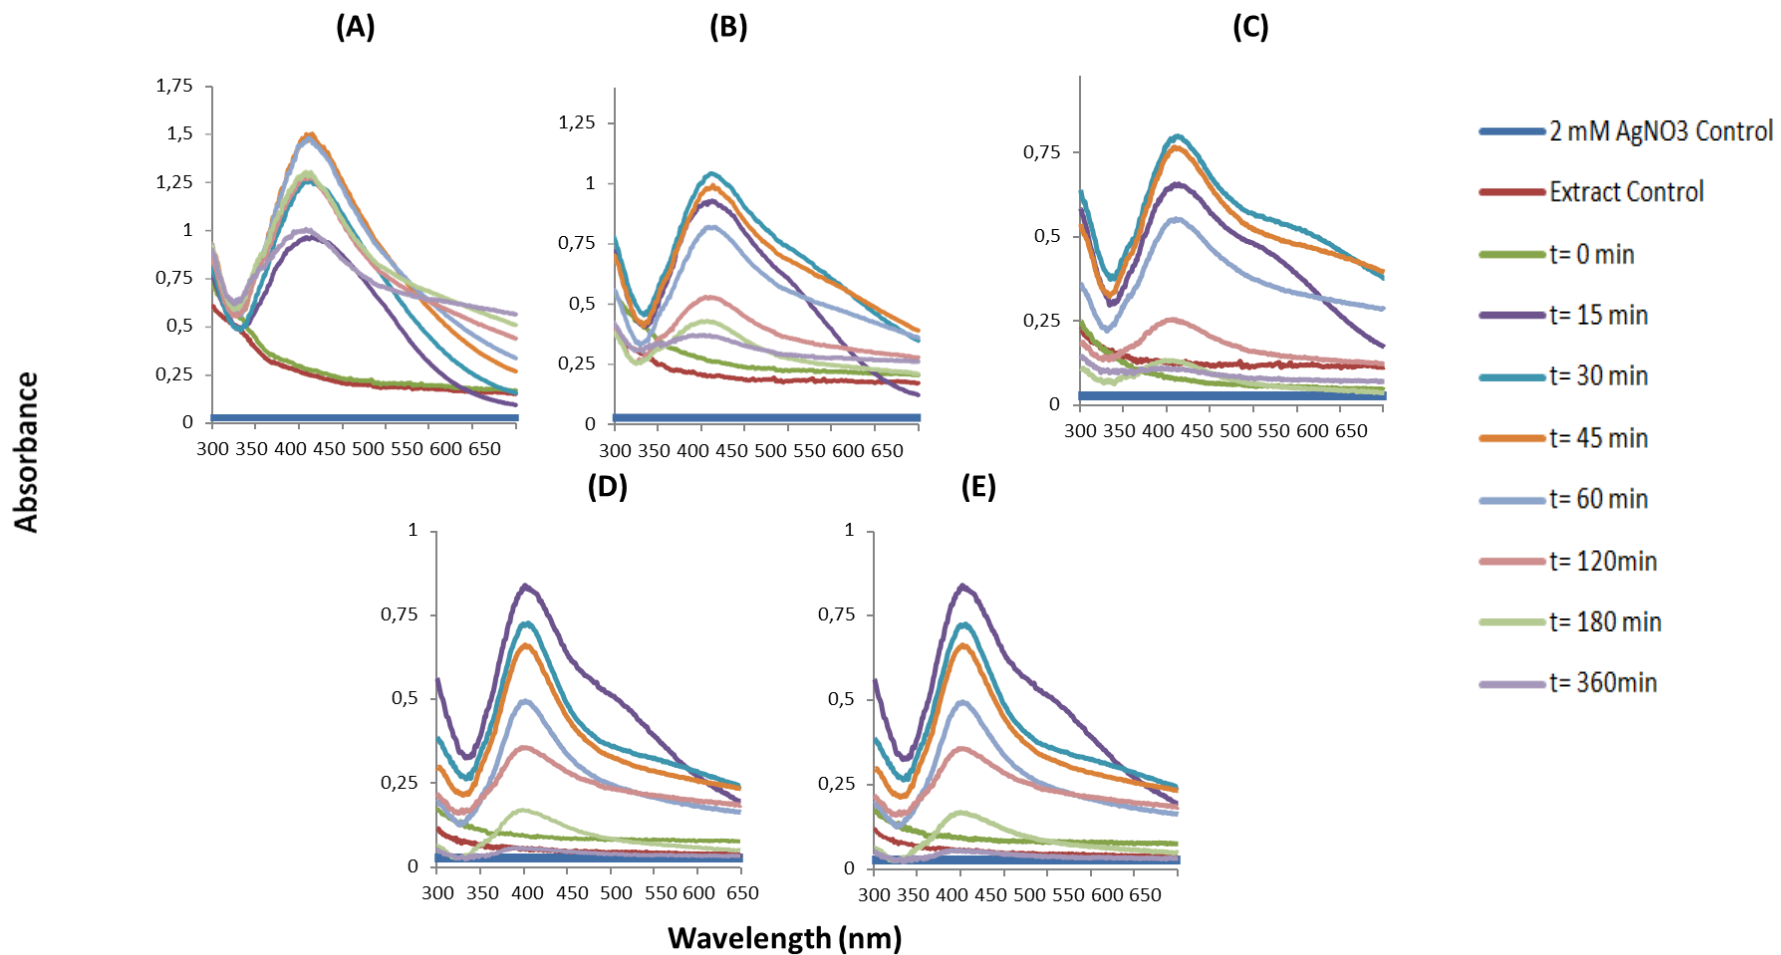 (A)
(B)
(C)
1,75
1,5
1,25
1
0,75
0,5
0,25
0
300 350 400 450 500 550 600 650
1,25
1
0,75
0,5
0,25
0
300 350 400 450 500 550 600 650
0,75
0,5
0,25
0
300 350 400 450 500 550 600 650
2 mM AgNO3 Control
Extract Control
t= 0 min
t= 15 min
t= 30 min
t= 45 min
t= 60 min
t= 120min
t= 180 min
t= 360min
Absorbance
(D)
(E)
1
0,75
0,5
0,25
0
300 350 400 450 500 550 600 650
1
0,75
0,5
0,25
0
300 350 400 450 500 550 600 650
Wavelength (nm)